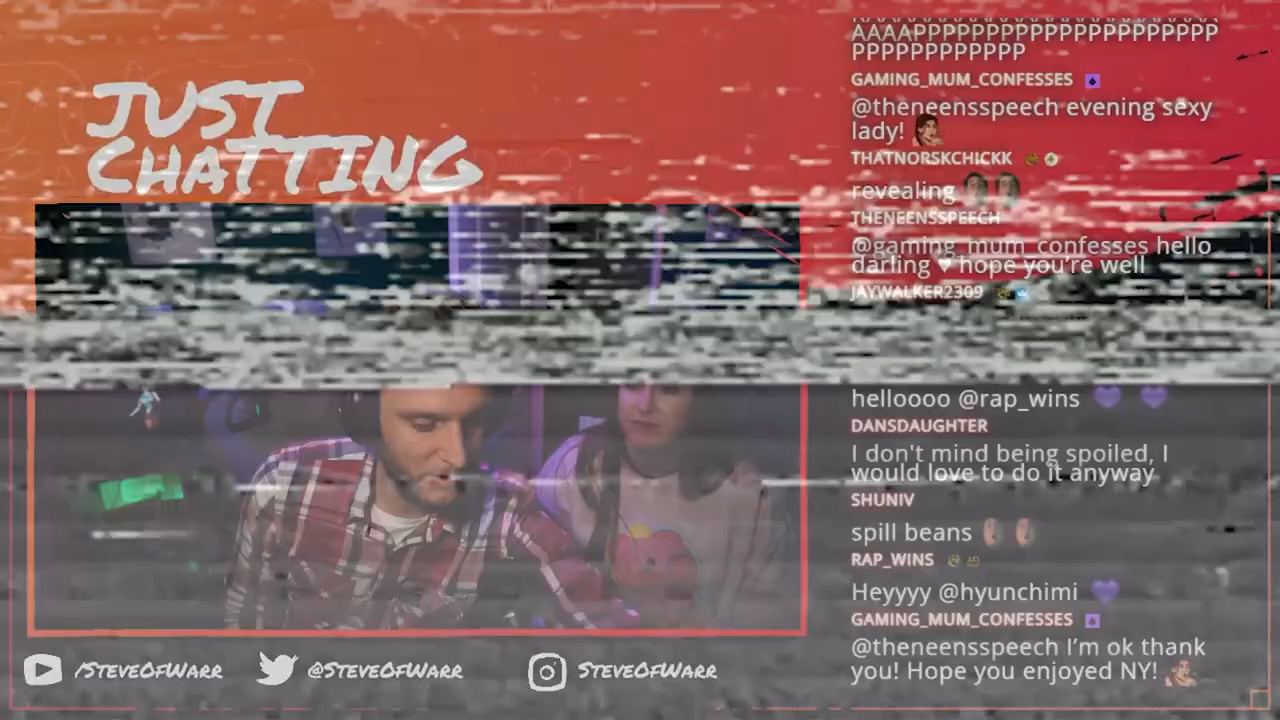 JUST
CHATTING
AAAAPPPPPPPPPPPPPPPPPPPPPP
PPPPPPPPPPPP
GAMING_MUM_CONFESSES
@theneensspeech evening sexy
lady!
THATNORSKCHICKK
revealing
THENEENSSPEECH
@gaming_mum_confesses hello
darling ♥ hope you're well
JAYWALKER2309
helloooo @rap_wins
DANSDAUGHTER
I don't mind being spoiled, I
would love to do it anyway
SHUNIV
spill beans
RAP_WINS
Heyyyy @hyunchimi
GAMING_MUM_CONFESSES
@theneensspeech I'm ok thank
you! Hope you enjoyed NY!
/SteveOfWarr
@SteveOfWarr
SteveOfWarr